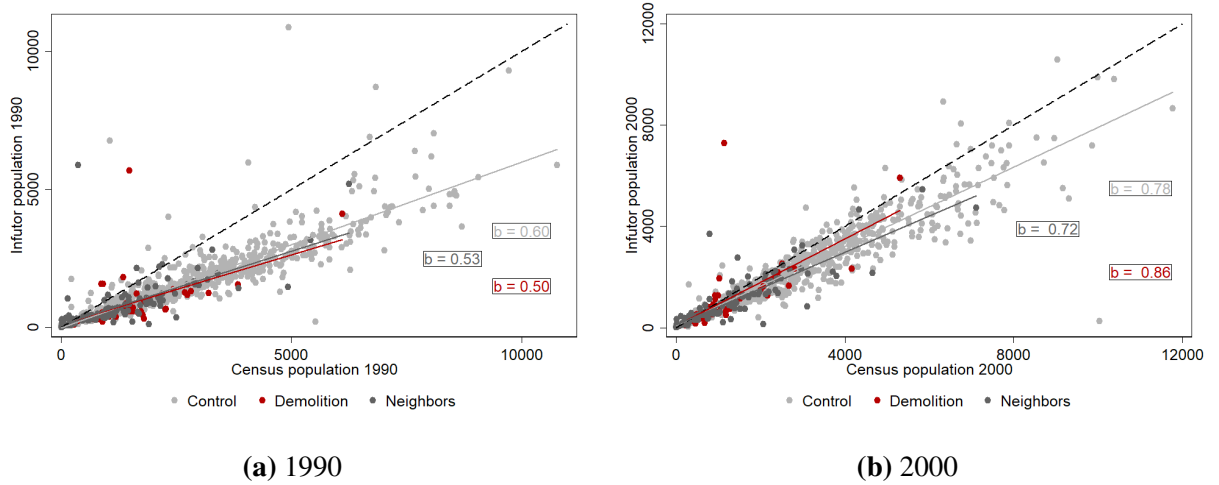 Infutor population 1990
10000
5000
0
b = 0.60
b = 0.53
b = 0.50
0 5000 10000
Census population 1990
Control Demolition Neighbors
(a) 1990
Infutor population 2000
12000
8000
4000
0
b = 0.78
b = 0.72
b = 0.86
0 4000 8000 12000
Census population 2000
Control Demolition Neighbors
(b) 2000